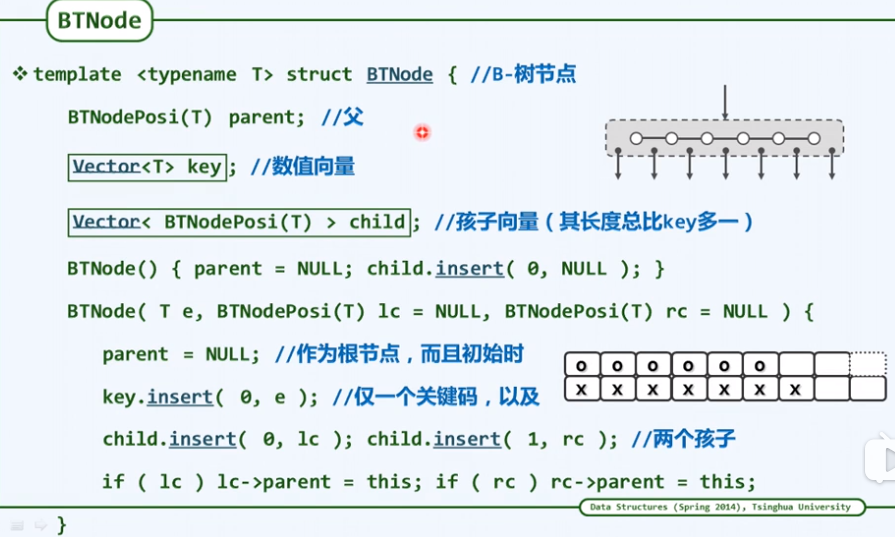 BTNode
❖template <typename T> struct BTNode { //B-树节点
BTNodePosi(T) parent; //父
Vector<T> key; //数值向量
Vector< BTNodePosi(T) > child; //孩子向量（其长度总比key多一）
BTNode() { parent = NULL; child.insert( 0, NULL ); }
BTNode( T e, BTNodePosi(T) lc = NULL, BTNodePosi(T) rc = NULL ) {
parent = NULL; //作为根节点，而且初始时
key.insert( 0, e ); //仅一个关键码，以及
child.insert( 0, lc ); child.insert( 1, rc ); //两个孩子
if ( lc ) lc->parent = this; if ( rc ) rc->parent = this;
}
o o o o o o
x x x x x x x
Data Structures (Spring 2014), Tsinghua University